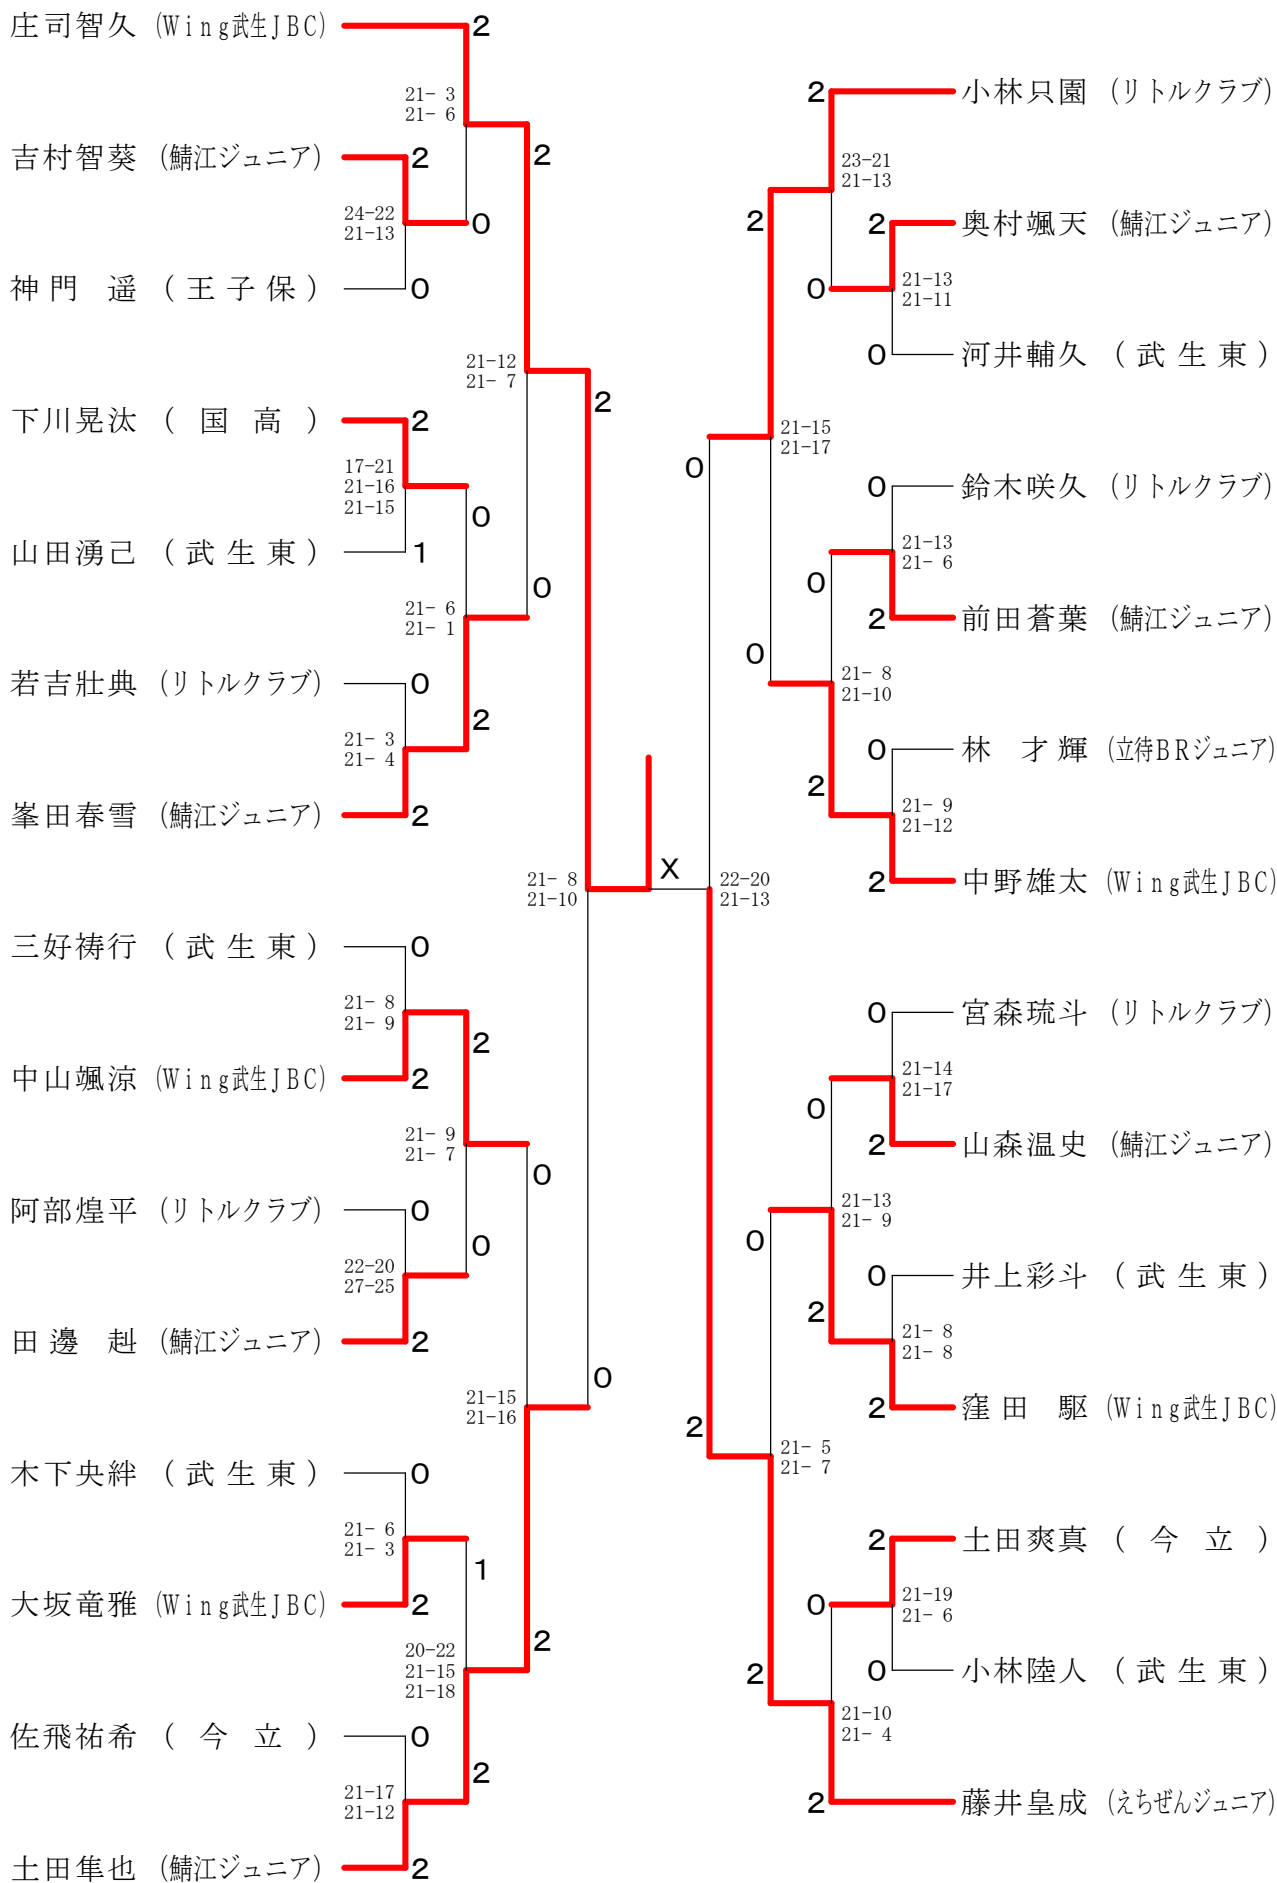 庄司智久 (Wing武生JBC) 2
21- 3
21- 6
吉村智葵 (鯖江ジュニア) 2
2
24-22
21-13
0
神門 遥 (王子保) 0
21-12
21- 7
2
下川晃汰 (国高) 2
17-21
21-16
21-15
0
山田湧己 (武生東) 1
0
21- 6
21- 1
若吉壯典 (リトルクラブ) 0
2
21- 3
21- 4
峯田春雪 (鯖江ジュニア) 2
21- 8
21-10
X
三好祷行 (武生東) 0
21- 8
21- 9
2
中山颯涼 (Wing武生JBC) 2
21- 9
21- 7
0
阿部煌平 (リトルクラブ) 0
0
22-20
27-25
田邊 赳 (鯖江ジュニア) 2
0
21-15
21-16
木下央絆 (武生東) 0
21- 6
21- 3
1
大坂竜雅 (Wing武生JBC) 2
2
20-22
21-15
21-18
佐飛祐希 (今立) 0
2
21-17
21-12
土田隼也 (鯖江ジュニア) 2
2 小林只園 (リトルクラブ)
23-21
21-13
2
2 奥村颯天 (鯖江ジュニア)
0
21-13
21-11
0 河井輔久 (武生東)
21-15
21-17
0
0 鈴木咲久 (リトルクラブ)
21-13
21- 6
0
2 前田蒼葉 (鯖江ジュニア)
0
21- 8
21-10
0 林 才輝 (立待BRジュニア)
2
21- 9
21-12
2 中野雄太 (Wing武生JBC)
22-20
21-13
0 宮森琉斗 (リトルクラブ)
21-14
21-17
0
2 山森温史 (鯖江ジュニア)
21-13
21- 9
0
0 井上彩斗 (武生東)
2
21- 8
21- 8
2 窪田 駆 (Wing武生JBC)
2
21- 5
21- 7
2 土田爽真 (今立)
0
21-19
21- 6
2
0 小林陸人 (武生東)
21-10
21- 4
2 藤井皇成 (えちぜんジュニア)